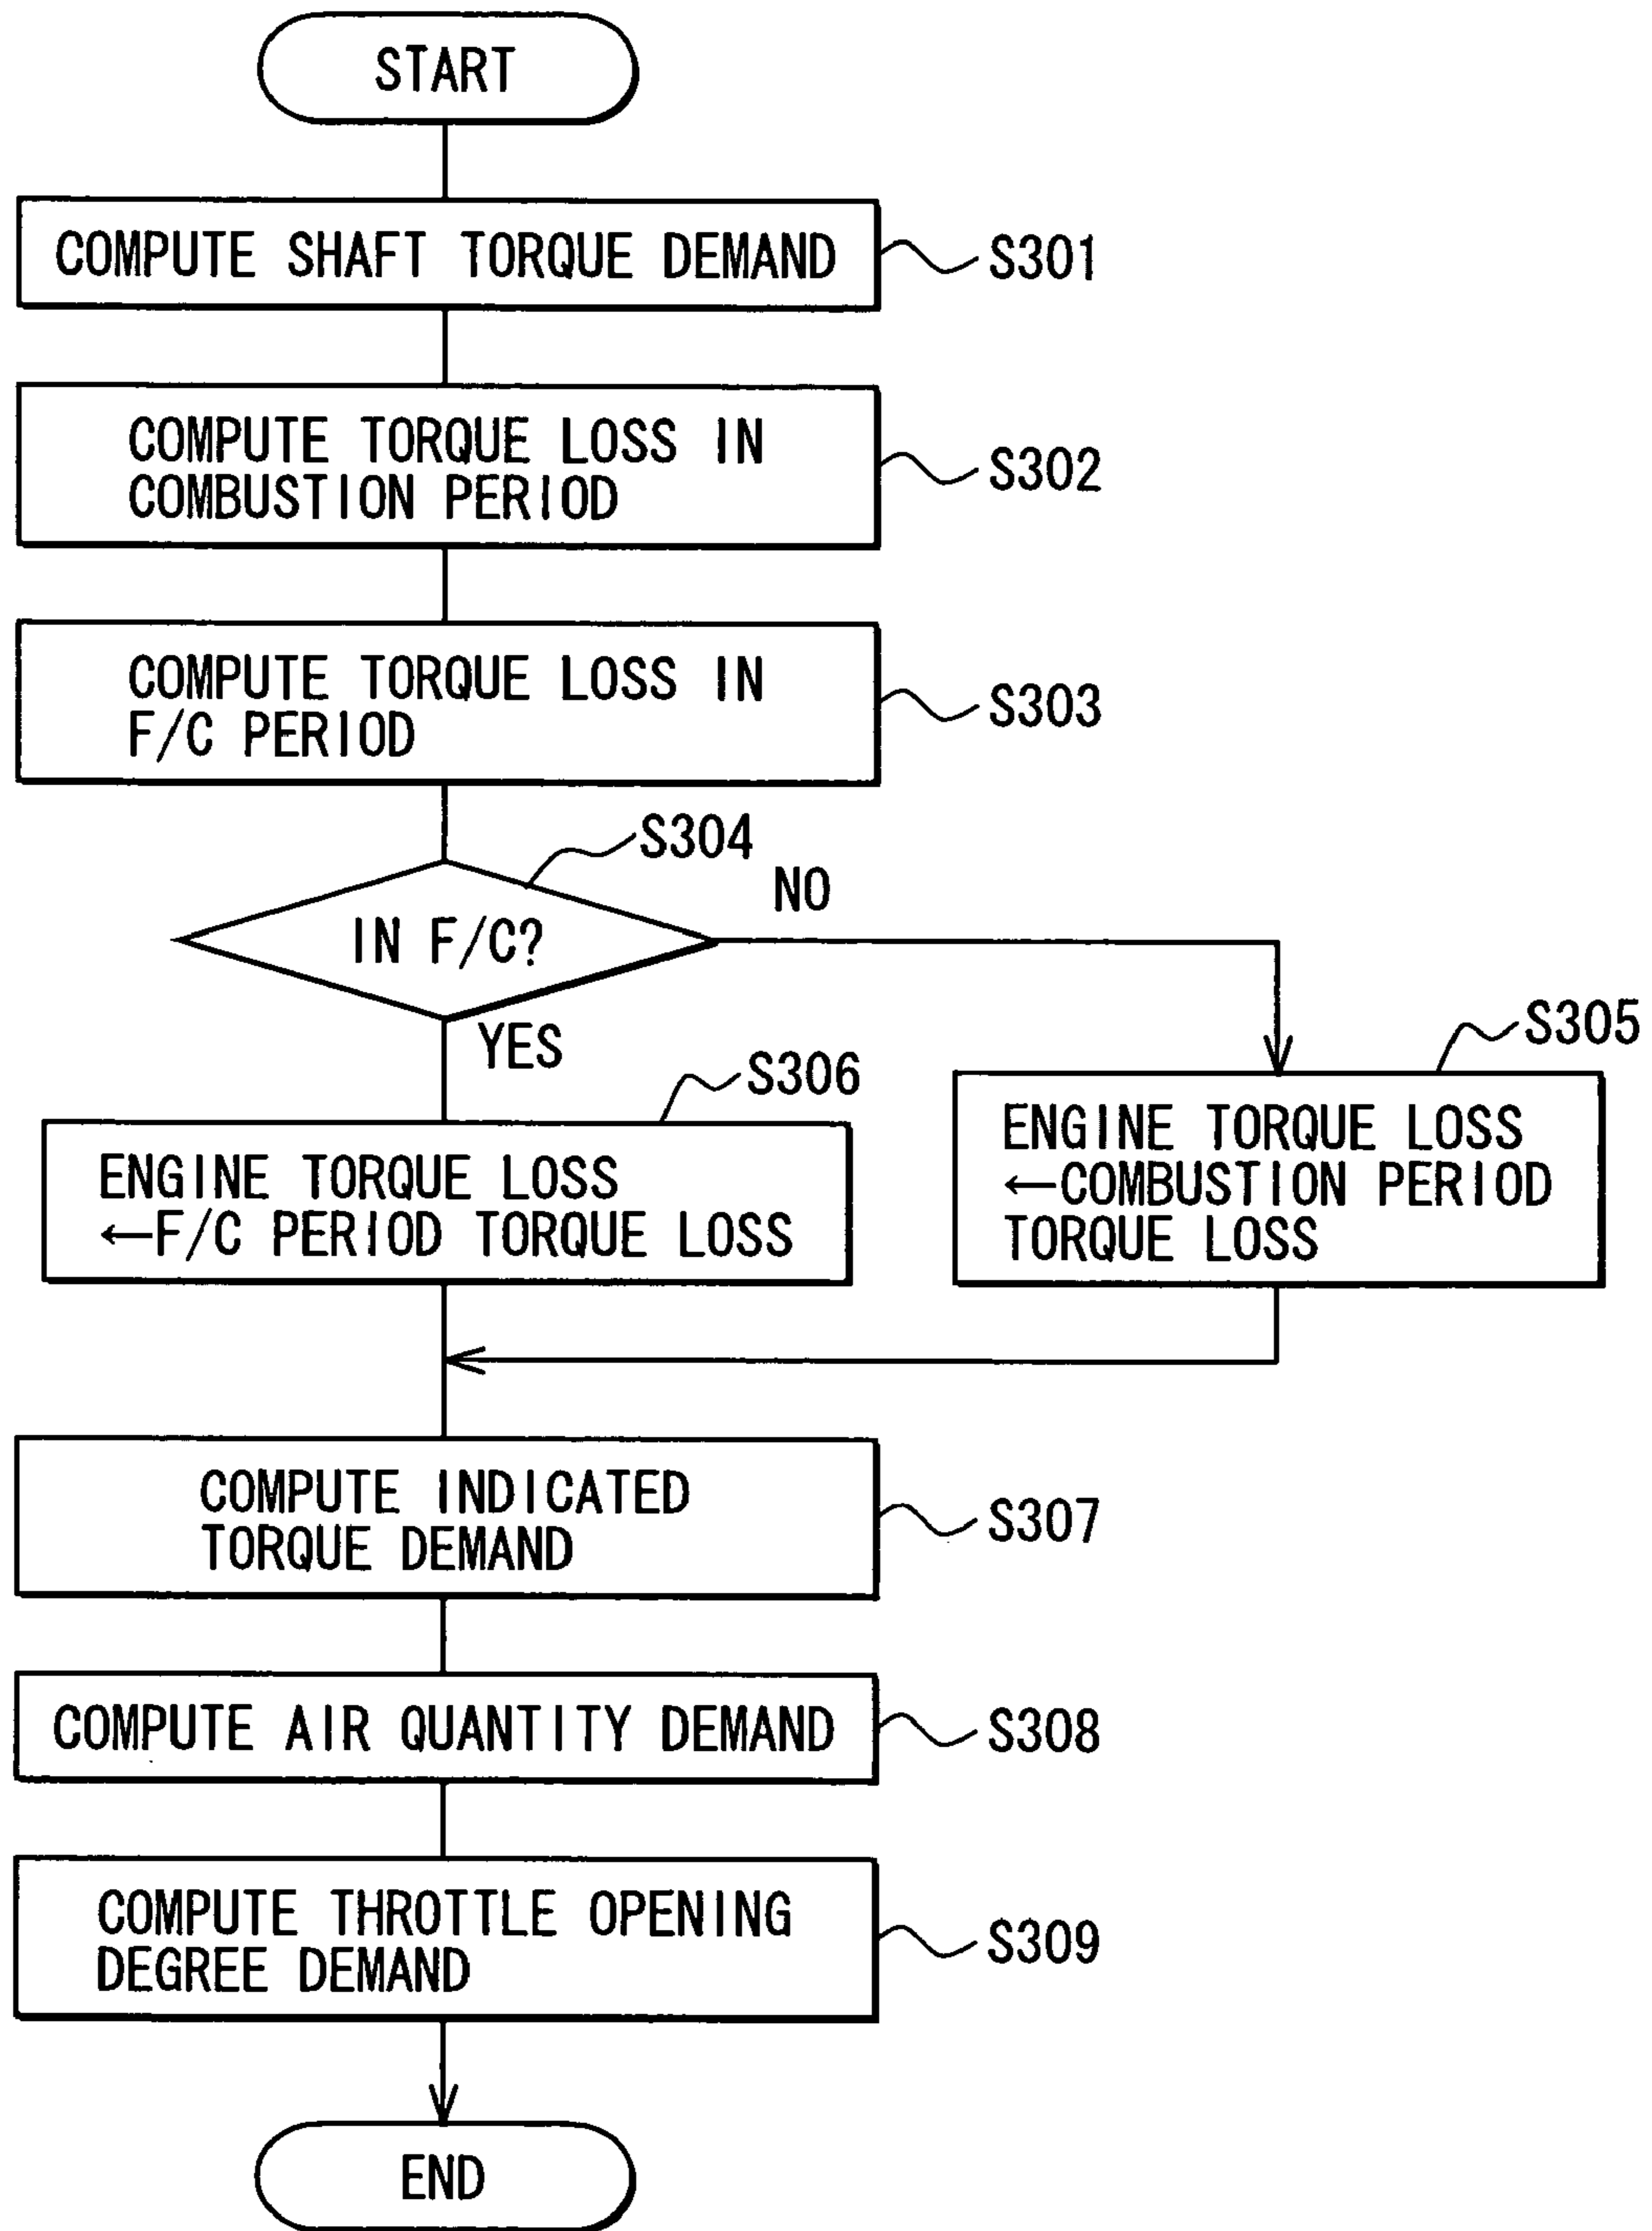 START
COMPUTE SHAFT TORQUE DEMAND
S301
COMPUTE TORQUE LOSS IN
COMBUSTION PERIOD
S302
COMPUTE TORQUE LOSS IN
F/C PERIOD
S303
S304
IN F/C?
NO
YES
S305
ENGINE TORQUE LOSS
←COMBUSTION PERIOD
TORQUE LOSS
S306
ENGINE TORQUE LOSS
←F/C PERIOD TORQUE LOSS
COMPUTE INDICATED
TORQUE DEMAND
S307
COMPUTE AIR QUANTITY DEMAND
S308
COMPUTE THROTTLE OPENING
DEGREE DEMAND
S309
END